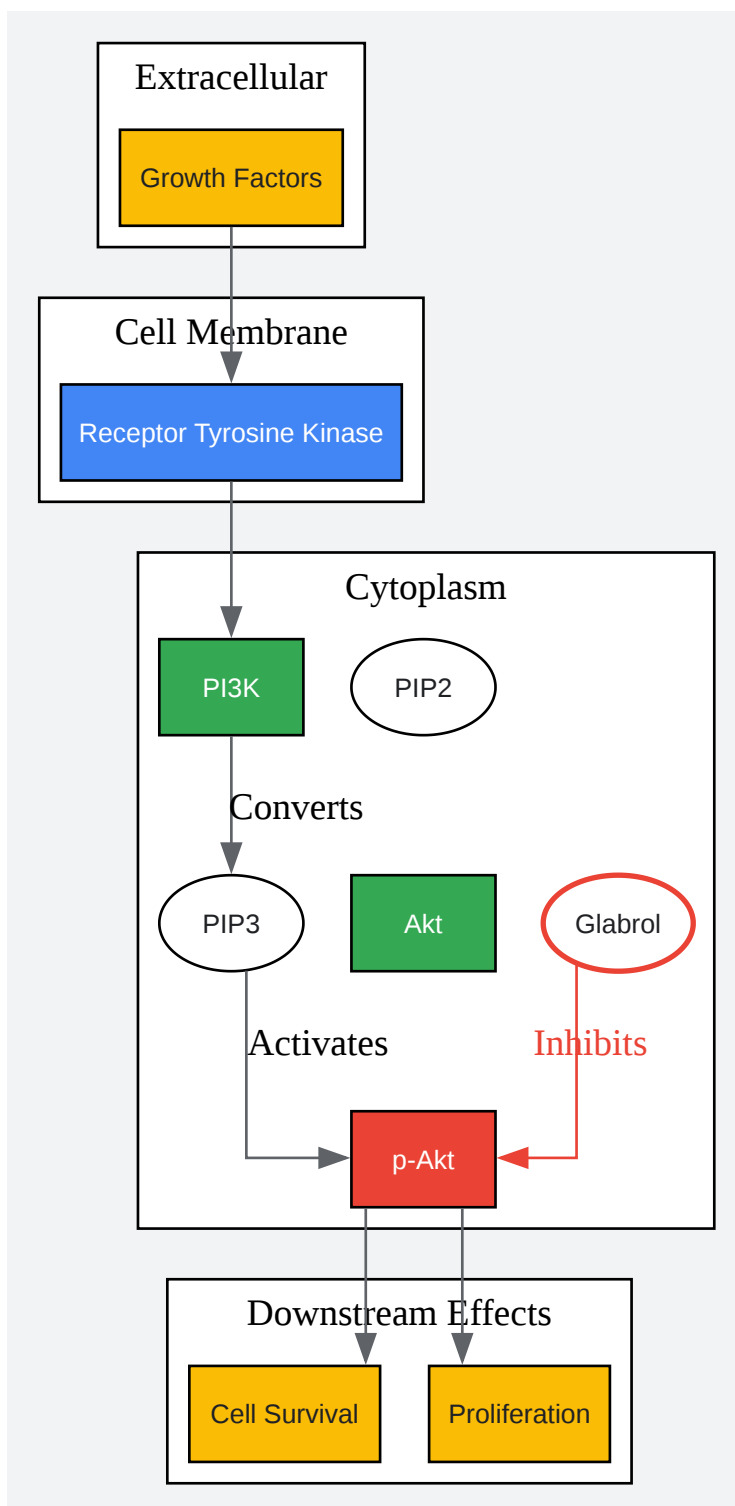 Extracellular
Growth Factors
Cell Membrane
Receptor Tyrosine Kinase
Cytoplasm
PI3K
PIP2
Converts
PIP3
Akt
Glabrol
Activates
Inhibits
p-Akt
Downstream Effects
Cell Survival
Proliferation